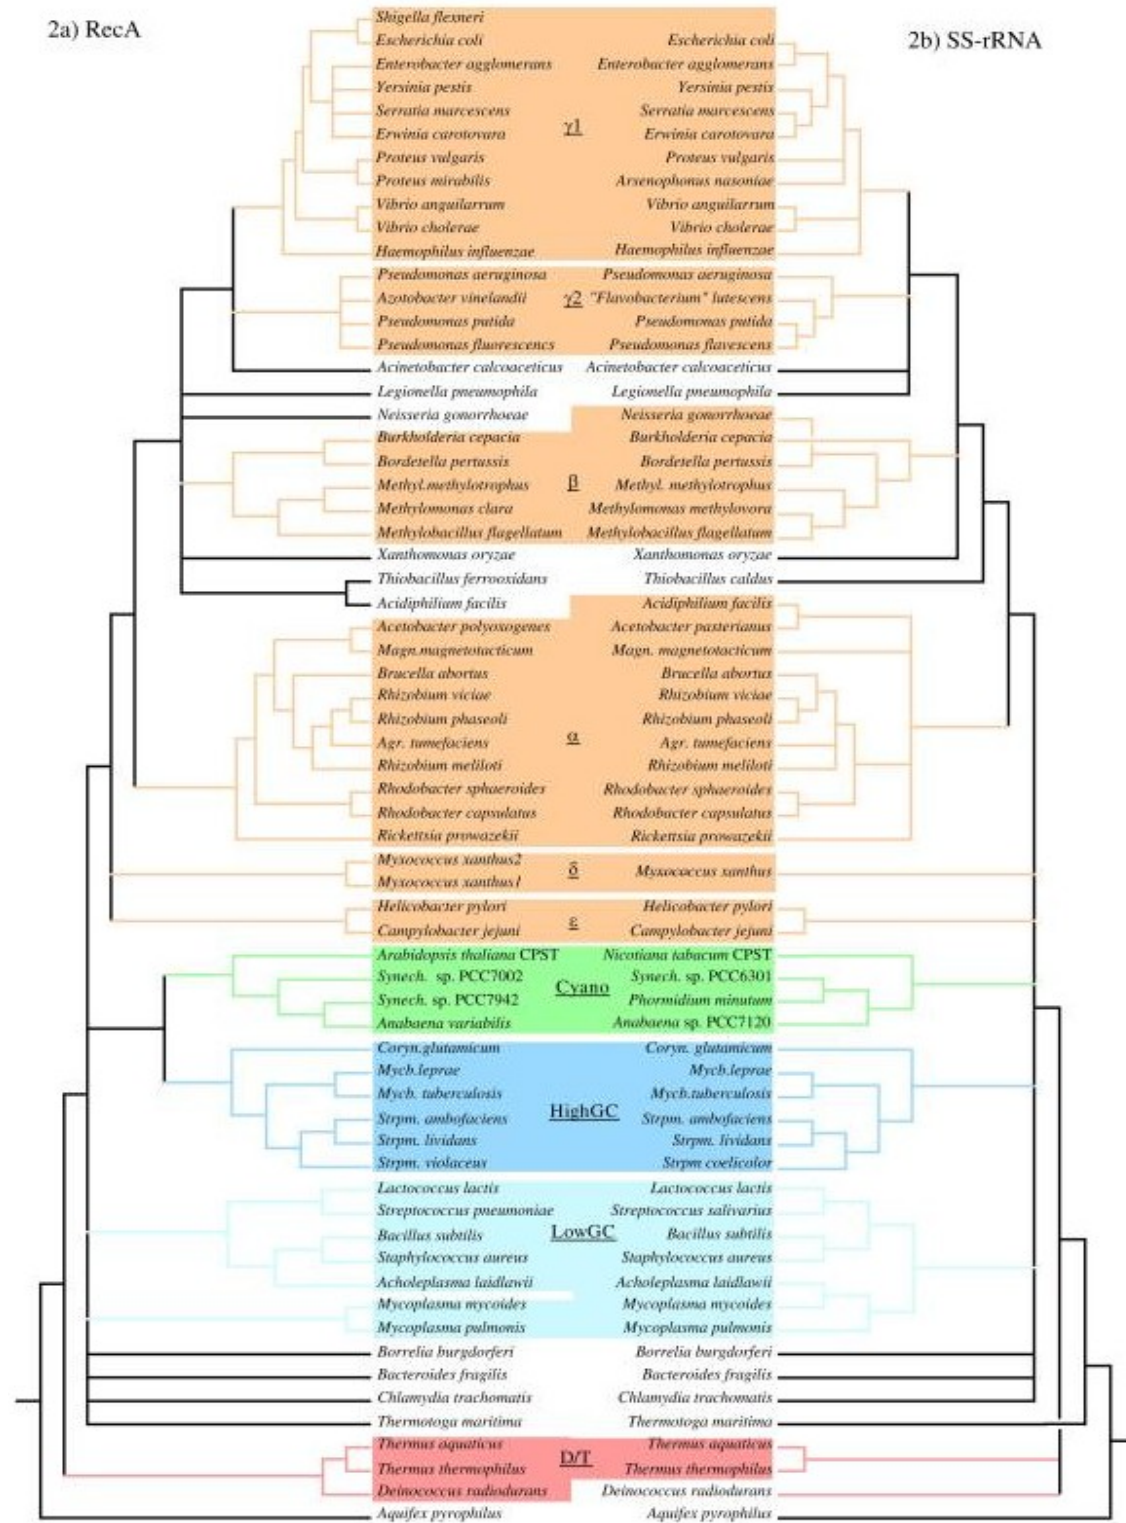 2a) RecA
2b) SS-rRNA
Shigella flexneri
Escherichia coli Escherichia coli
Enterobacter agglomerans Enterobacter agglomerans
Yersinia pestis Yersinia pestis
Serratia marcescens Serratia marcescens
γ1
Erwinia carotovara Erwinia carotovara
Proteus vulgaris Proteus vulgaris
Proteus mirabilis Arsenophonus nasoniae
Vibrio anguilarrum Vibrio anguilarrum
Vibrio cholerae Vibrio cholerae
Haemophilus influenzae Haemophilus influenzae
Pseudomonas aeruginosa Pseudomonas aeruginosa
Azotobacter vinelandii γ2 "Flavobacterium" lutescens
Pseudomonas putida Pseudomonas putida
Pseudomonas fluorescencs Pseudomonas flavescens
Acinetobacter calcoaceticus Acinetobacter calcoaceticus
Legionella pneumophila Legionella pneumophila
Neisseria gonorrhoeae Neisseria gonorrhoeae
Burkholderia cepacia Burkholderia cepacia
Bordetella pertussis Bordetella pertussis
Methyl.methylotrophus β Methyl. methylotrophus
Methylomonas clara Methylomonas methylovora
Methylobacillus flagellatum Methylobacillus flagellatum
Xanthomonas oryzae Xanthomonas oryzae
Thiobacillus ferrooxidans Thiobacillus caldus
Acidiphilium facilis Acidiphilium facilis
Acetobacter polyoxogenes Acetobacter pasterianus
Magn.magnetotacticum Magn. magnetotacticum
Brucella abortus Brucella abortus
Rhizobium viciae Rhizobium viciae
Rhizobium phaseoli Rhizobium phaseoli
Agr. tumefaciens α Agr. tumefaciens
Rhizobium meliloti Rhizobium meliloti
Rhodobacter sphaeroides Rhodobacter sphaeroides
Rhodobacter capsulatus Rhodobacter capsulatus
Rickettsia prowazekii Rickettsia prowazekii
Myxococcus xanthus2
δ Myxococcus xanthus
Myxococcus xanthus1
Helicobacter pylori Helicobacter pylori
ε
Campylobacter jejuni Campylobacter jejuni
Arabidopsis thaliana CPST Nicotiana tabacum CPST
Synech. sp. PCC7002 Synech. sp. PCC6301
Cyano
Synech. sp. PCC7942 Phormidium minutum
Anabaena variabilis Anabaena sp. PCC7120
Coryn.glutamicum Coryn. glutamicum
Mycb.leprae Mycb.leprae
Mycb. tuberculosis Mycb.tuberculosis
HighGC
Strpm. ambofaciens Strpm. ambofaciens
Strpm. lividans Strpm. lividans
Strpm. violaceus Strpm coelicolor
Lactococcus lactis Lactococcus lactis
Streptococcus pneumoniae Streptococcus salivarius
Bacillus subtilis LowGC Bacillus subtilis
Staphylococcus aureus Staphylococcus aureus
Acholeplasma laidlawii Acholeplasma laidlawii
Mycoplasma mycoides Mycoplasma mycoides
Mycoplasma pulmonis Mycoplasma pulmonis
Borrelia burgdorferi Borrelia burgdorferi
Bacteroides fragilis Bacteroides fragilis
Chlamydia trachomatis Chlamydia trachomatis
Thermotoga maritima Thermotoga maritima
Thermus aquaticus Thermus aquaticus
D/T
Thermus thermophilus Thermus thermophilus
Deinococcus radiodurans Deinococcus radiodurans
Aquifex pyrophilus Aquifex pyrophilus